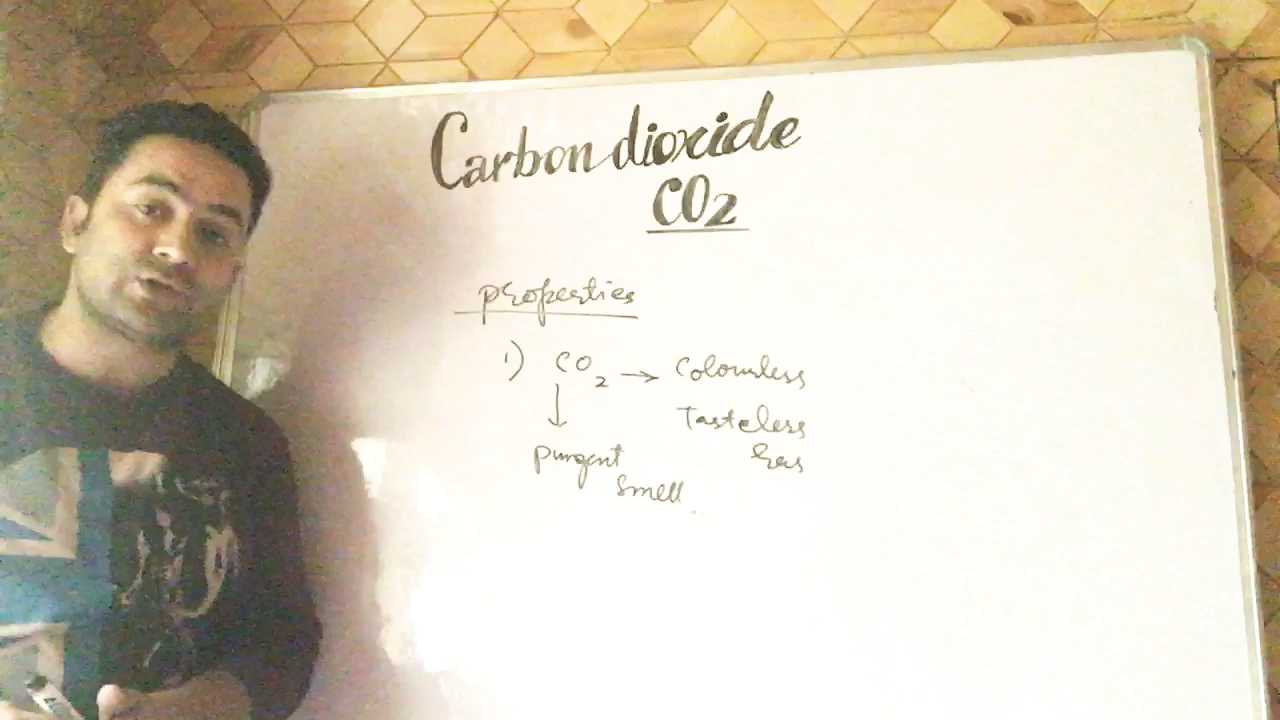 Carbon dioxide
CO2
properties
1) CO2 → Colourless
↓ Tasteless
pungent gas
smell